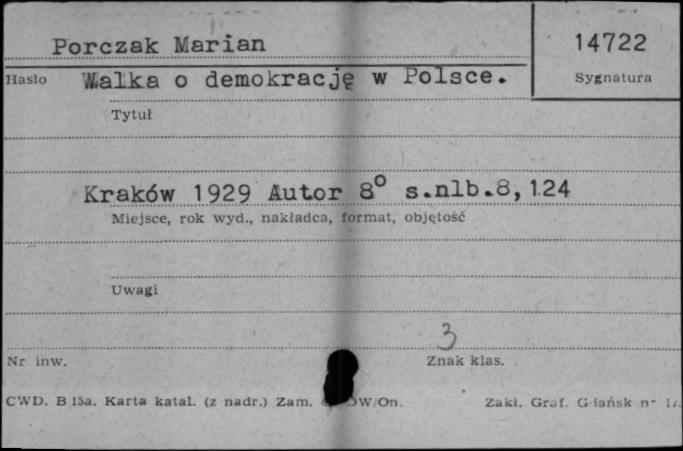 Porczak Marian
14722
Hasło Walka o demokrację w Polsce.
Sygnatura
Tytuł
Kraków 1929 Autor 8° s.nlb.8,124
Miejsce, rok wyd., nakładca, format, objętość
Uwagi
3
Nr inw. Znak klas.
CWD. B 15a. Karta katal. (z nadr.) Zam. W/On. Zakł. Graf. Gdańsk n-